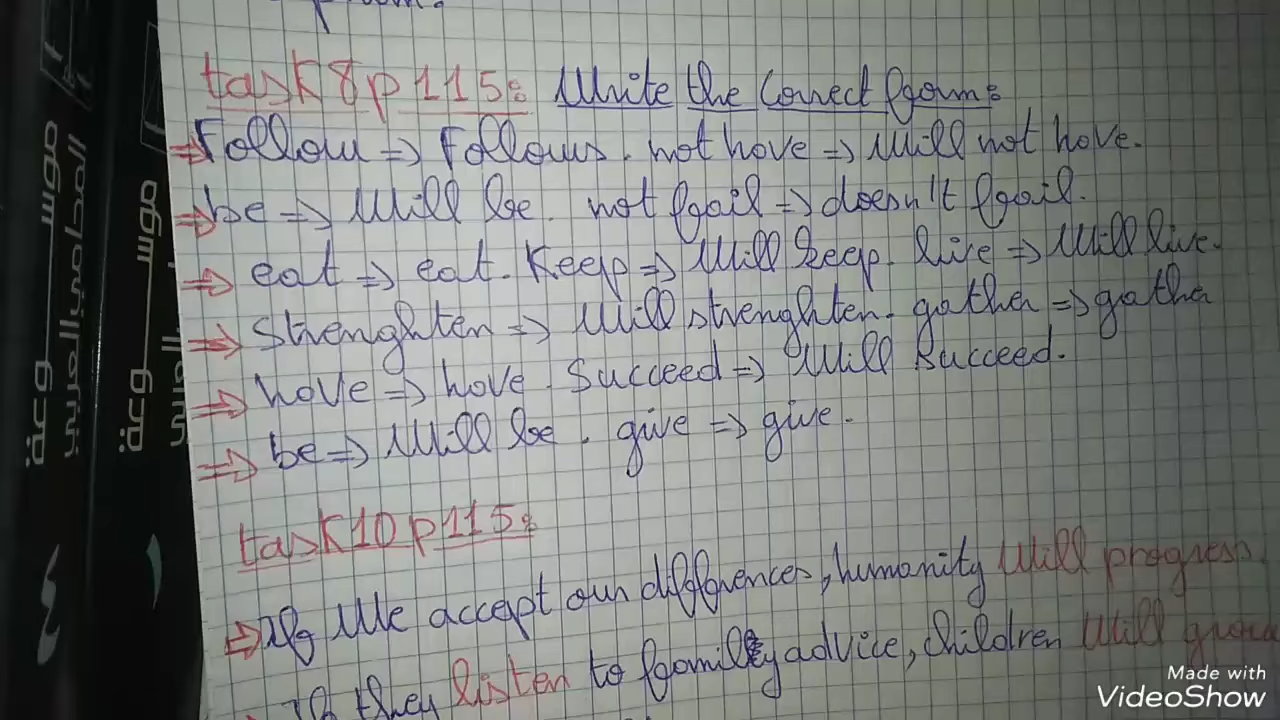 task 8 p 115: Write the Correct form:
⇒ Follow ⇒ Follows. not have ⇒ Will not have.
⇒ be ⇒ Will be. not fail ⇒ doesn't fail.
⇒ eat ⇒ eat. Keep ⇒ Will keep. live ⇒ Will live.
⇒ Strenghten ⇒ Will strenghten. gather ⇒ gather
⇒ have ⇒ have. Succeed ⇒ Will Succeed.
⇒ be ⇒ Will be. give ⇒ give.
task 10 p 115:
⇒ If We accept our differences, humanity Will progress
If they listen to family advice, children Will grow
Made with
VideoShow